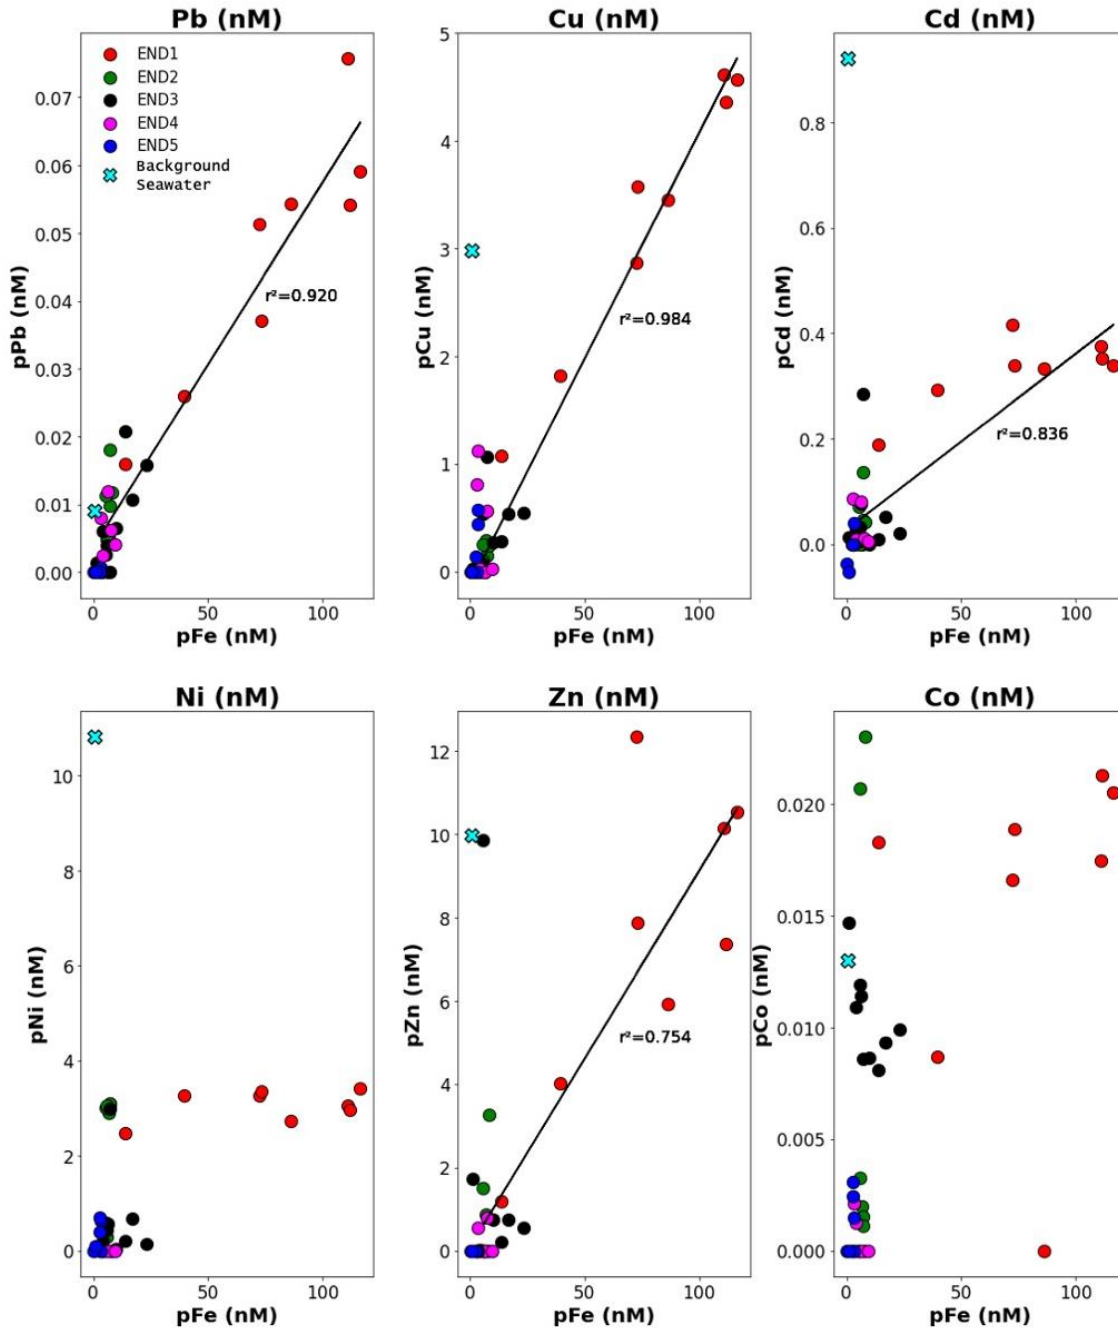 Pb (nM)
Cu (nM)
Cd (nM)
END1
END2
END3
END4
END5
Background
Seawater
0.07
0.06
0.05
0.04
0.03
0.02
0.01
0.00
pPb (nM)
r²=0.920
0
50
100
pFe (nM)
5
4
3
2
1
0
pCu (nM)
r²=0.984
0
50
100
pFe (nM)
0.8
0.6
0.4
0.2
0.0
pCd (nM)
r²=0.836
0
50
100
pFe (nM)
Ni (nM)
Zn (nM)
Co (nM)
10
8
6
4
2
0
pNi (nM)
0
50
100
pFe (nM)
12
10
8
6
4
2
0
pZn (nM)
r²=0.754
0
50
100
pFe (nM)
0.020
0.015
0.010
0.005
0.000
pCo (nM)
0
50
100
pFe (nM)